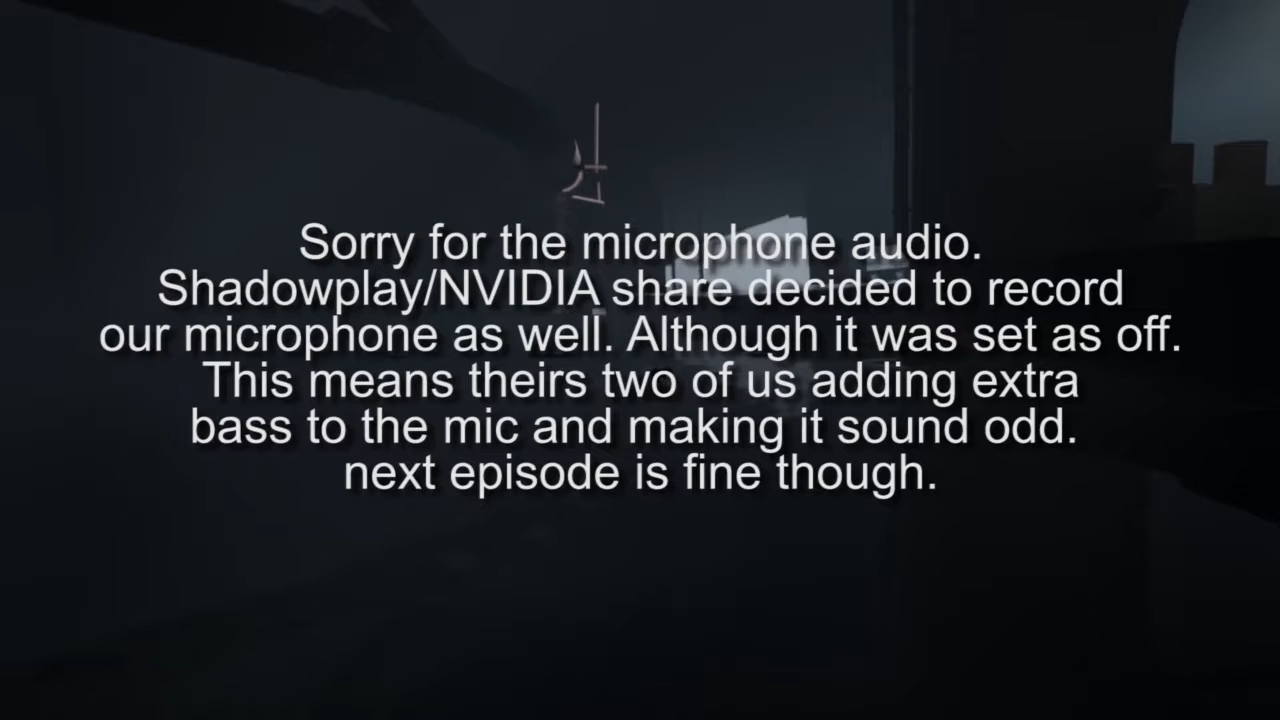 Sorry for the microphone audio.
Shadowplay/NVIDIA share decided to record
our microphone as well. Although it was set as off.
This means theirs two of us adding extra
bass to the mic and making it sound odd.
next episode is fine though.